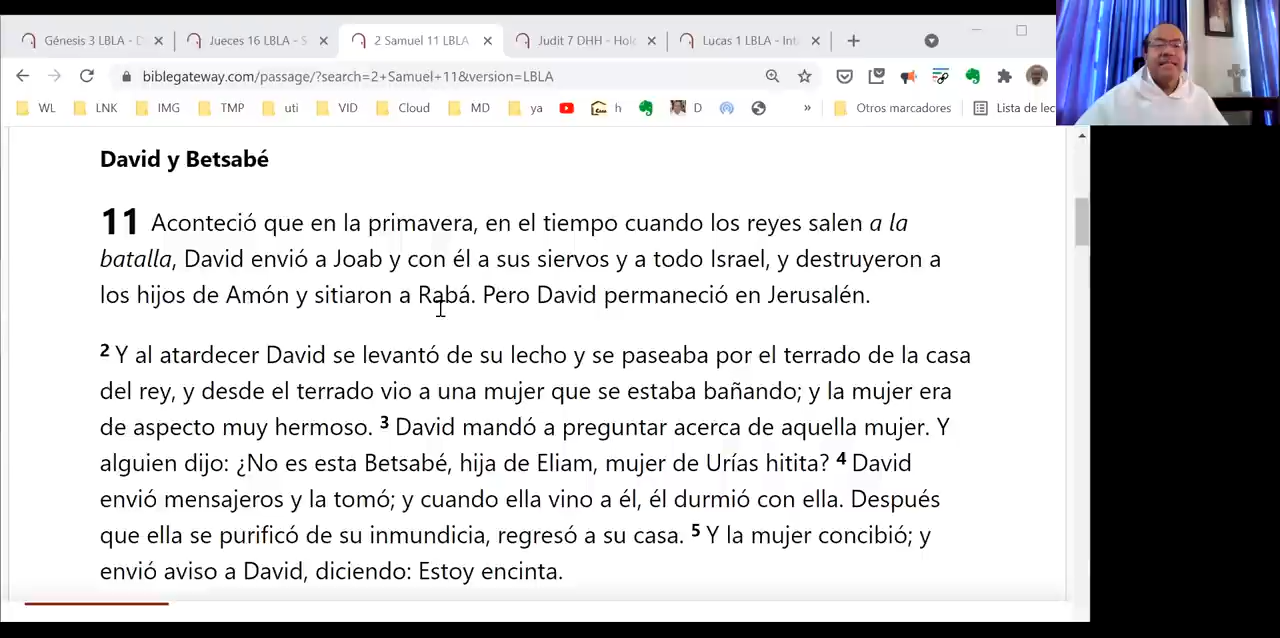 Génesis 3 LBLA - D
Jueces 16 LBLA - S
2 Samuel 11 LBLA
Judit 7 DHH - Hol
Lucas 1 LBLA - Int
biblegateway.com/passage/?search=2+Samuel+11&version=LBLA
WL LNK IMG TMP uti VID Cloud MD ya h D » Otros marcadores Lista de lec
David y Betsabé
11 Aconteció que en la primavera, en el tiempo cuando los reyes salen a la
batalla, David envió a Joab y con él a sus siervos y a todo Israel, y destruyeron a
los hijos de Amón y sitiaron a Rabá. Pero David permaneció en Jerusalén.
2 Y al atardecer David se levantó de su lecho y se paseaba por el terrado de la casa
del rey, y desde el terrado vio a una mujer que se estaba bañando; y la mujer era
de aspecto muy hermoso. 3 David mandó a preguntar acerca de aquella mujer. Y
alguien dijo: ¿No es esta Betsabé, hija de Eliam, mujer de Urías hitita? 4 David
envió mensajeros y la tomó; y cuando ella vino a él, él durmió con ella. Después
que ella se purificó de su inmundicia, regresó a su casa. 5 Y la mujer concibió; y
envió aviso a David, diciendo: Estoy encinta.